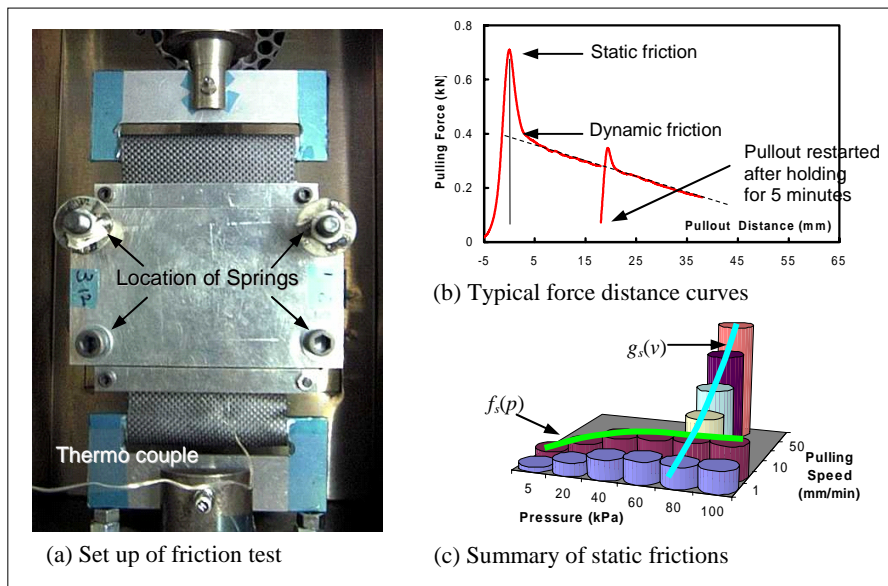 Location of Springs
312
Thermo couple
(a) Set up of friction test
Pulling Force (kN)
0.8
0.6
0.4
0.2
0
-5
5
15
25
35
45
55
65
Static friction
Dynamic friction
Pullout restarted
after holding
for 5 minutes
Pullout Distance (mm)
(b) Typical force distance curves
gs(v)
fs(p)
5
20
40
60
80
100
Pressure (kPa)
50
10
1
Pulling
Speed
(mm/min)
(c) Summary of static frictions